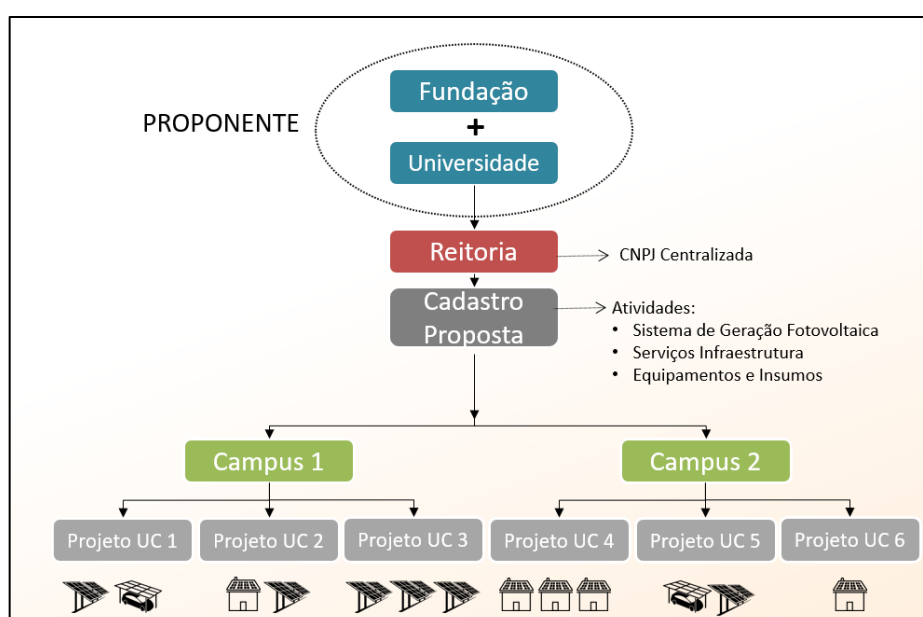 Fundação
PROPONENTE
+
Universidade
Reitoria
CNPJ Centralizada
Cadastro
Proposta
Atividades:
• Sistema de Geração Fotovoltaica
• Serviços Infraestrutura
• Equipamentos e Insumos
Campus 1
Campus 2
Projeto UC 1
Projeto UC 2
Projeto UC 3
Projeto UC 4
Projeto UC 5
Projeto UC 6